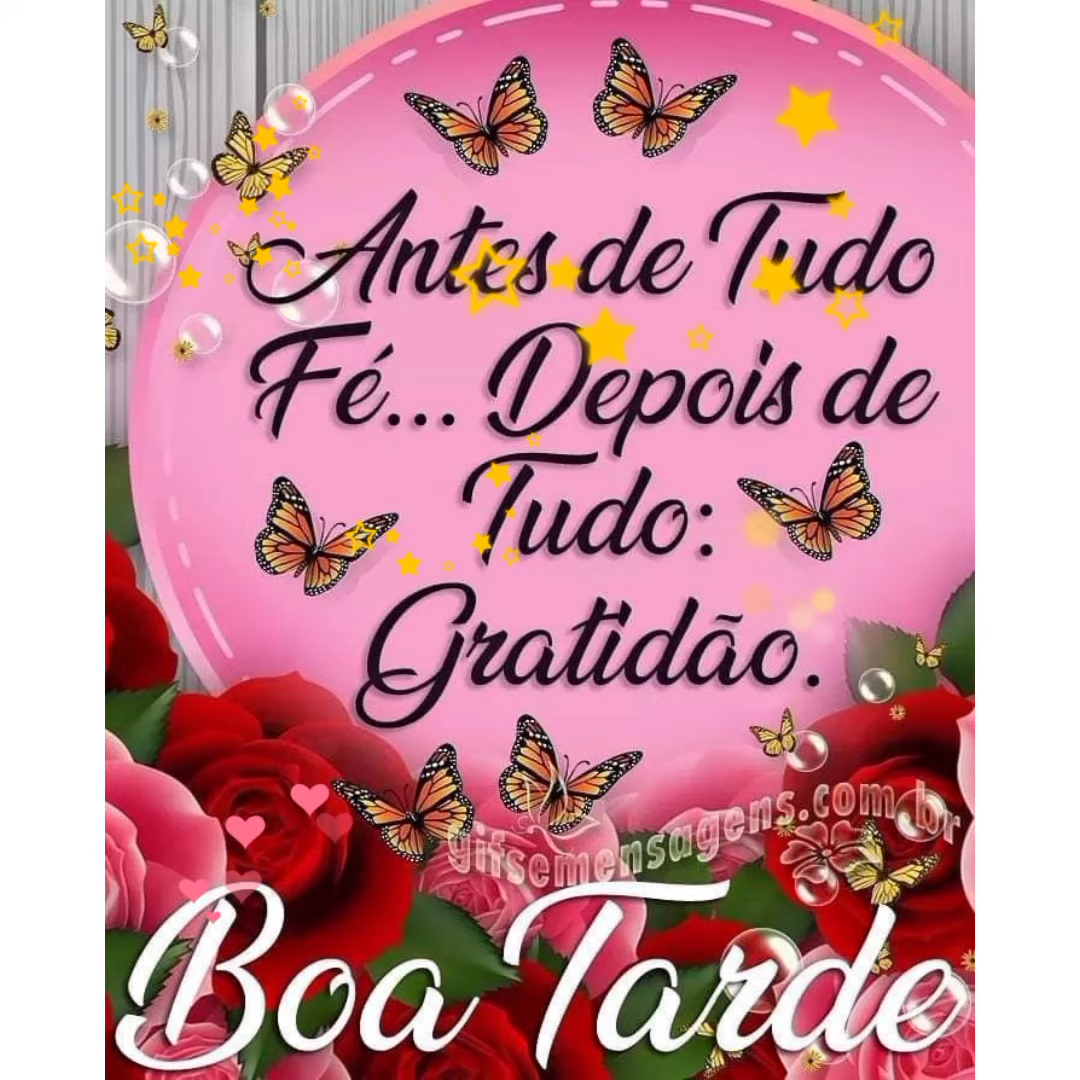 Antes de Tudo
Fé... Depois de
Tudo:
Gratidão.
gifsemensagens.com.br
Boa Tarde